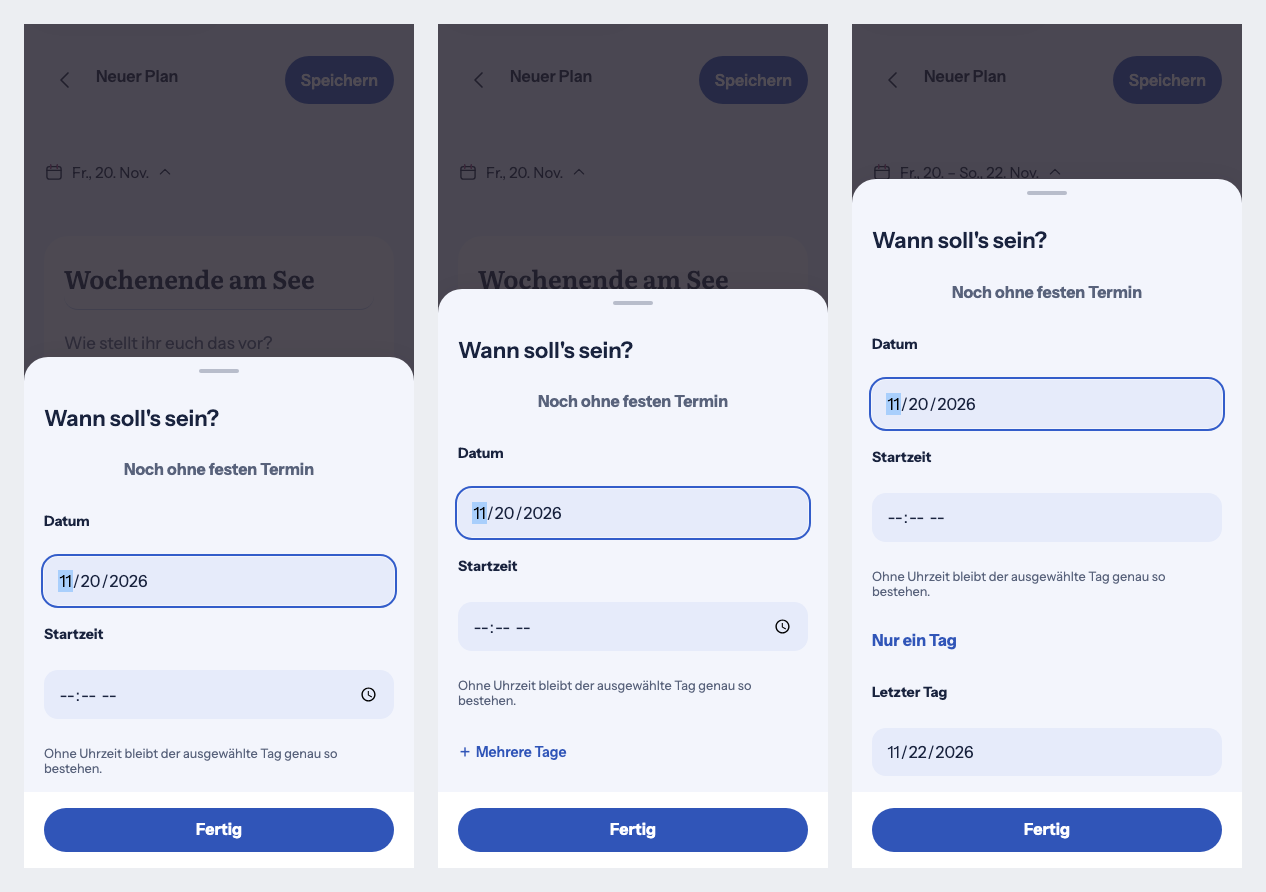 Neuer Plan
Speichern
Fr., 20. Nov.
Wochenende am See
Wie stellt ihr euch das vor?
Wann soll's sein?
Noch ohne festen Termin
Datum
11/20/2026
Startzeit
--:-- --
Ohne Uhrzeit bleibt der ausgewählte Tag genau so
bestehen.
Fertig
Neuer Plan
Speichern
Fr., 20. Nov.
Wochenende am See
Wann soll's sein?
Noch ohne festen Termin
Datum
11/20/2026
Startzeit
--:-- --
Ohne Uhrzeit bleibt der ausgewählte Tag genau so
bestehen.
+ Mehrere Tage
Fertig
Neuer Plan
Speichern
Fr., 20. – So., 22. Nov.
Wann soll's sein?
Noch ohne festen Termin
Datum
11/20/2026
Startzeit
--:-- --
Ohne Uhrzeit bleibt der ausgewählte Tag genau so
bestehen.
Nur ein Tag
Letzter Tag
11/22/2026
Fertig